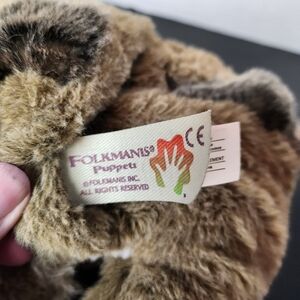 FOLKMANIS®
Puppets
© FOLKMANIS INC.
ALL RIGHTS RESERVED
CE